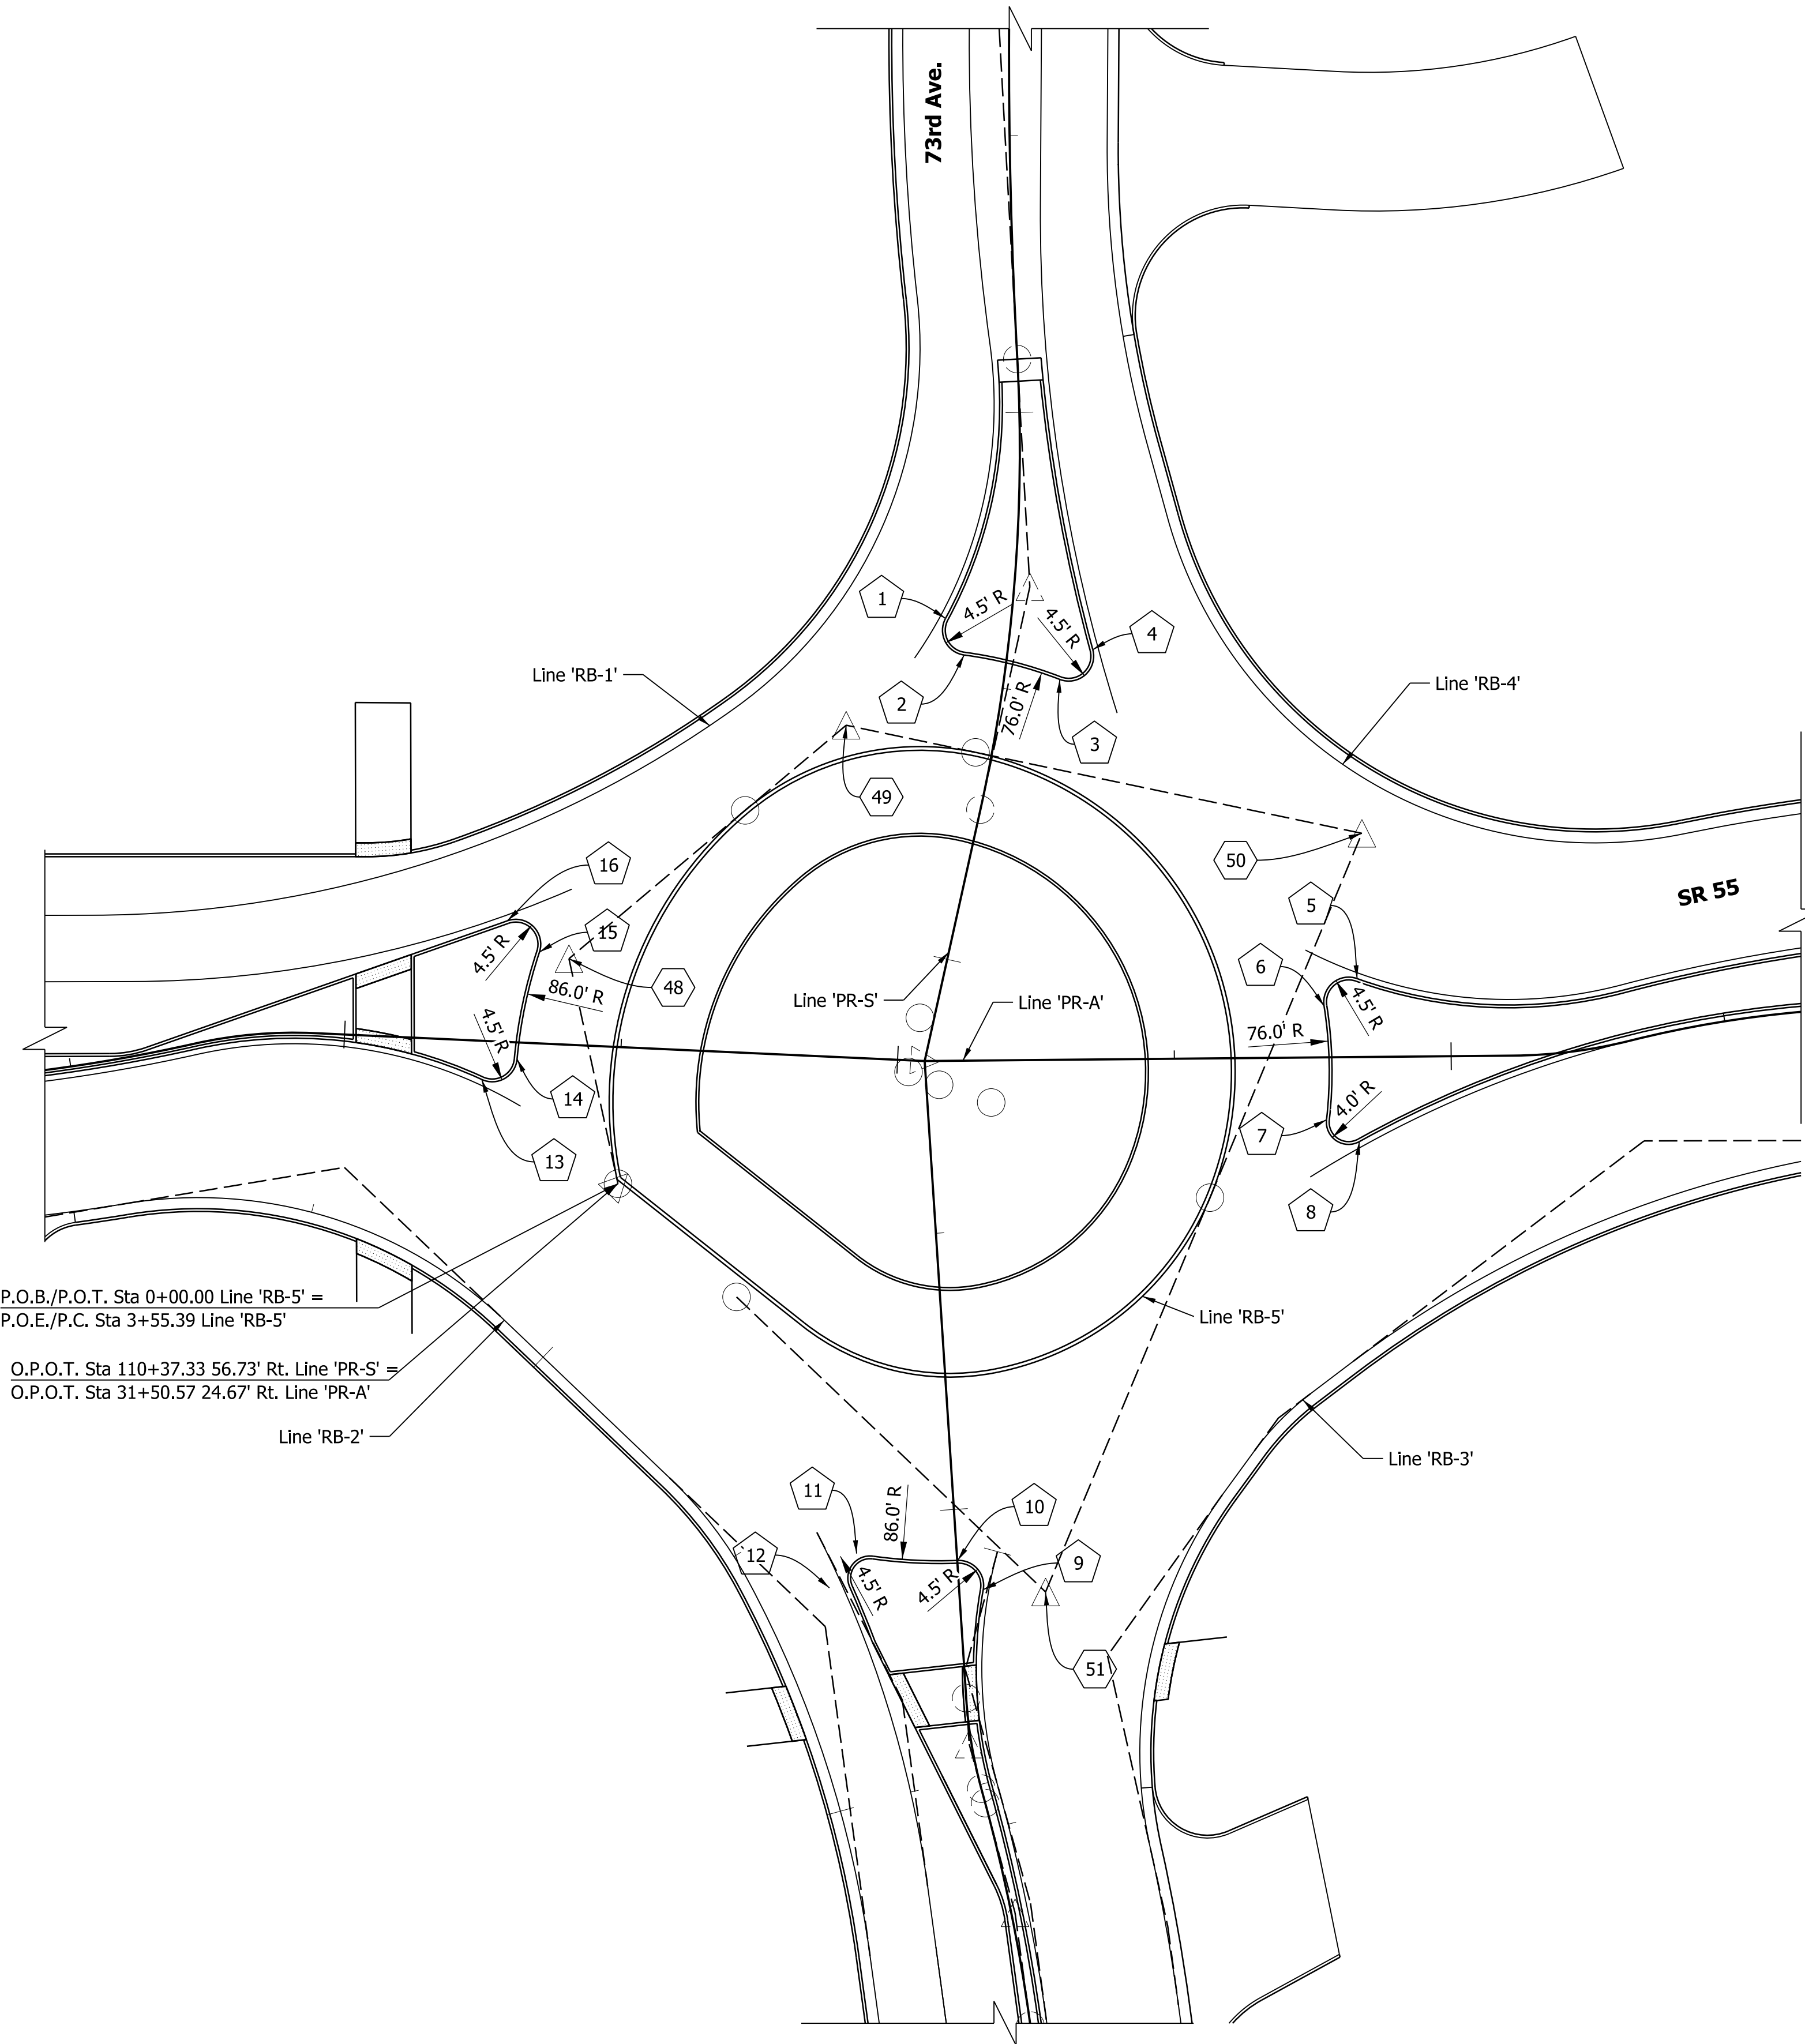 73rd Ave.
1
4.5' R
4.5' R
4
Line 'RB-1'
Line 'RB-4'
2
76.0' R
3
49
50
16
SR 55
5
15
4.5' R
6
48
86.0' R
Line 'PR-S'
Line 'PR-A'
4.5' R
4.5' R
76.0' R
14
4.0' R
7
13
8
P.O.B./P.O.T. Sta 0+00.00 Line 'RB-5' =
P.O.E./P.C. Sta 3+55.39 Line 'RB-5'
Line 'RB-5'
O.P.O.T. Sta 110+37.33 56.73' Rt. Line 'PR-S' =
O.P.O.T. Sta 31+50.57 24.67' Rt. Line 'PR-A'
Line 'RB-2'
Line 'RB-3'
11
86.0' R
10
12
9
4.5' R
4.5' R
51